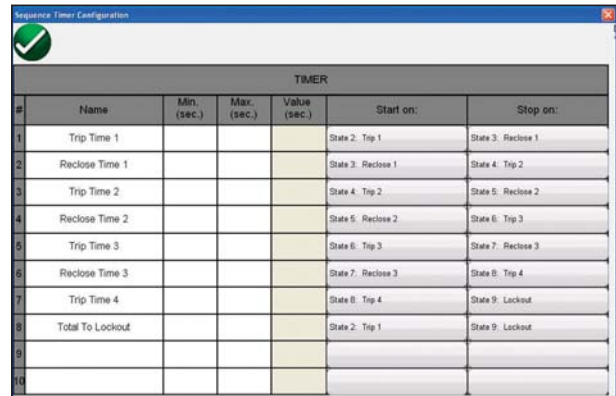 Sequence Timer Configuration
TIMER
# Name Min. (sec.) Max. (sec.) Value (sec.) Start on: Stop on:
1 Trip Time 1 State 2: Trip 1 State 3: Reclose 1
2 Reclose Time 1 State 3: Reclose 1 State 4: Trip 2
3 Trip Time 2 State 4: Trip 2 State 5: Reclose 2
4 Reclose Time 2 State 5: Reclose 2 State 6: Trip 3
5 Trip Time 3 State 6: Trip 3 State 7: Reclose 3
6 Reclose Time 3 State 7: Reclose 3 State 8: Trip 4
7 Trip Time 4 State 8: Trip 4 State 9: Lockout
8 Total To Lockout State 2: Trip 1 State 9: Lockout
9
10